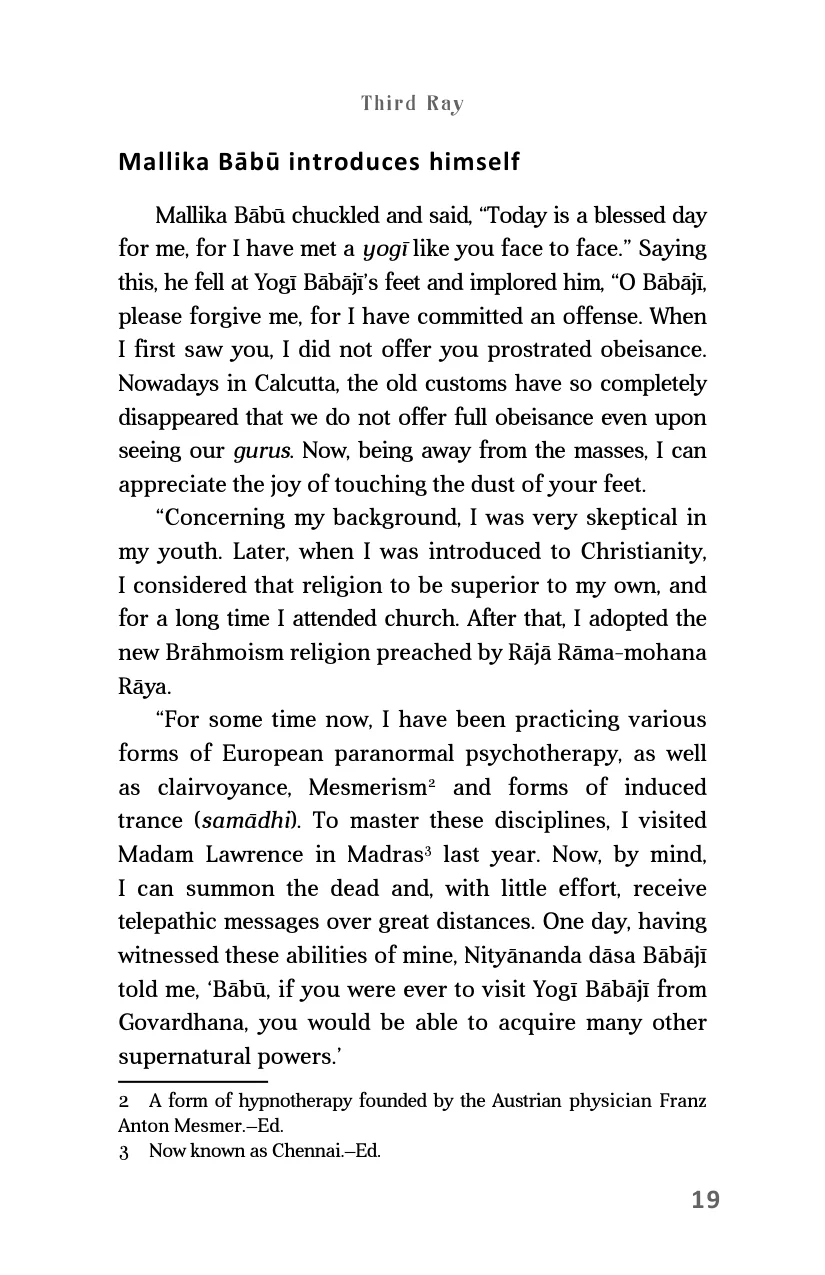 Third Ray
Mallika Bābū introduces himself
Mallika Bābū chuckled and said, “Today is a blessed day
for me, for I have met a yogī like you face to face.” Saying
this, he fell at Yogī Bābājī’s feet and implored him, “O Bābājī,
please forgive me, for I have committed an offense. When
I first saw you, I did not offer you prostrated obeisance.
Nowadays in Calcutta, the old customs have so completely
disappeared that we do not offer full obeisance even upon
seeing our gurus. Now, being away from the masses, I can
appreciate the joy of touching the dust of your feet.
“Concerning my background, I was very skeptical in
my youth. Later, when I was introduced to Christianity,
I considered that religion to be superior to my own, and
for a long time I attended church. After that, I adopted the
new Brāhmoism religion preached by Rājā Rāma-mohana
Rāya.
“For some time now, I have been practicing various
forms of European paranormal psychotherapy, as well
as clairvoyance, Mesmerism² and forms of induced
trance (samādhi). To master these disciplines, I visited
Madam Lawrence in Madras³ last year. Now, by mind,
I can summon the dead and, with little effort, receive
telepathic messages over great distances. One day, having
witnessed these abilities of mine, Nityānanda dāsa Bābājī
told me, ‘Bābū, if you were ever to visit Yogī Bābājī from
Govardhana, you would be able to acquire many other
supernatural powers.’
2 A form of hypnotherapy founded by the Austrian physician Franz
Anton Mesmer.–Ed.
3 Now known as Chennai.–Ed.
19